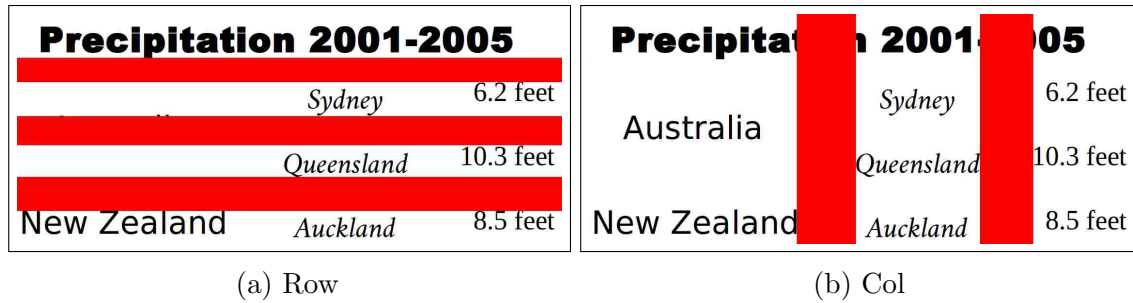 Precipitation 2001-2005
Sydney 6.2 feet
Queensland 10.3 feet
New Zealand Auckland 8.5 feet
(a) Row
Precipita n 2001- 005
Sydney 6.2 feet
Australia
Queensland 10.3 feet
New Zealand Auckland 8.5 feet
(b) Col